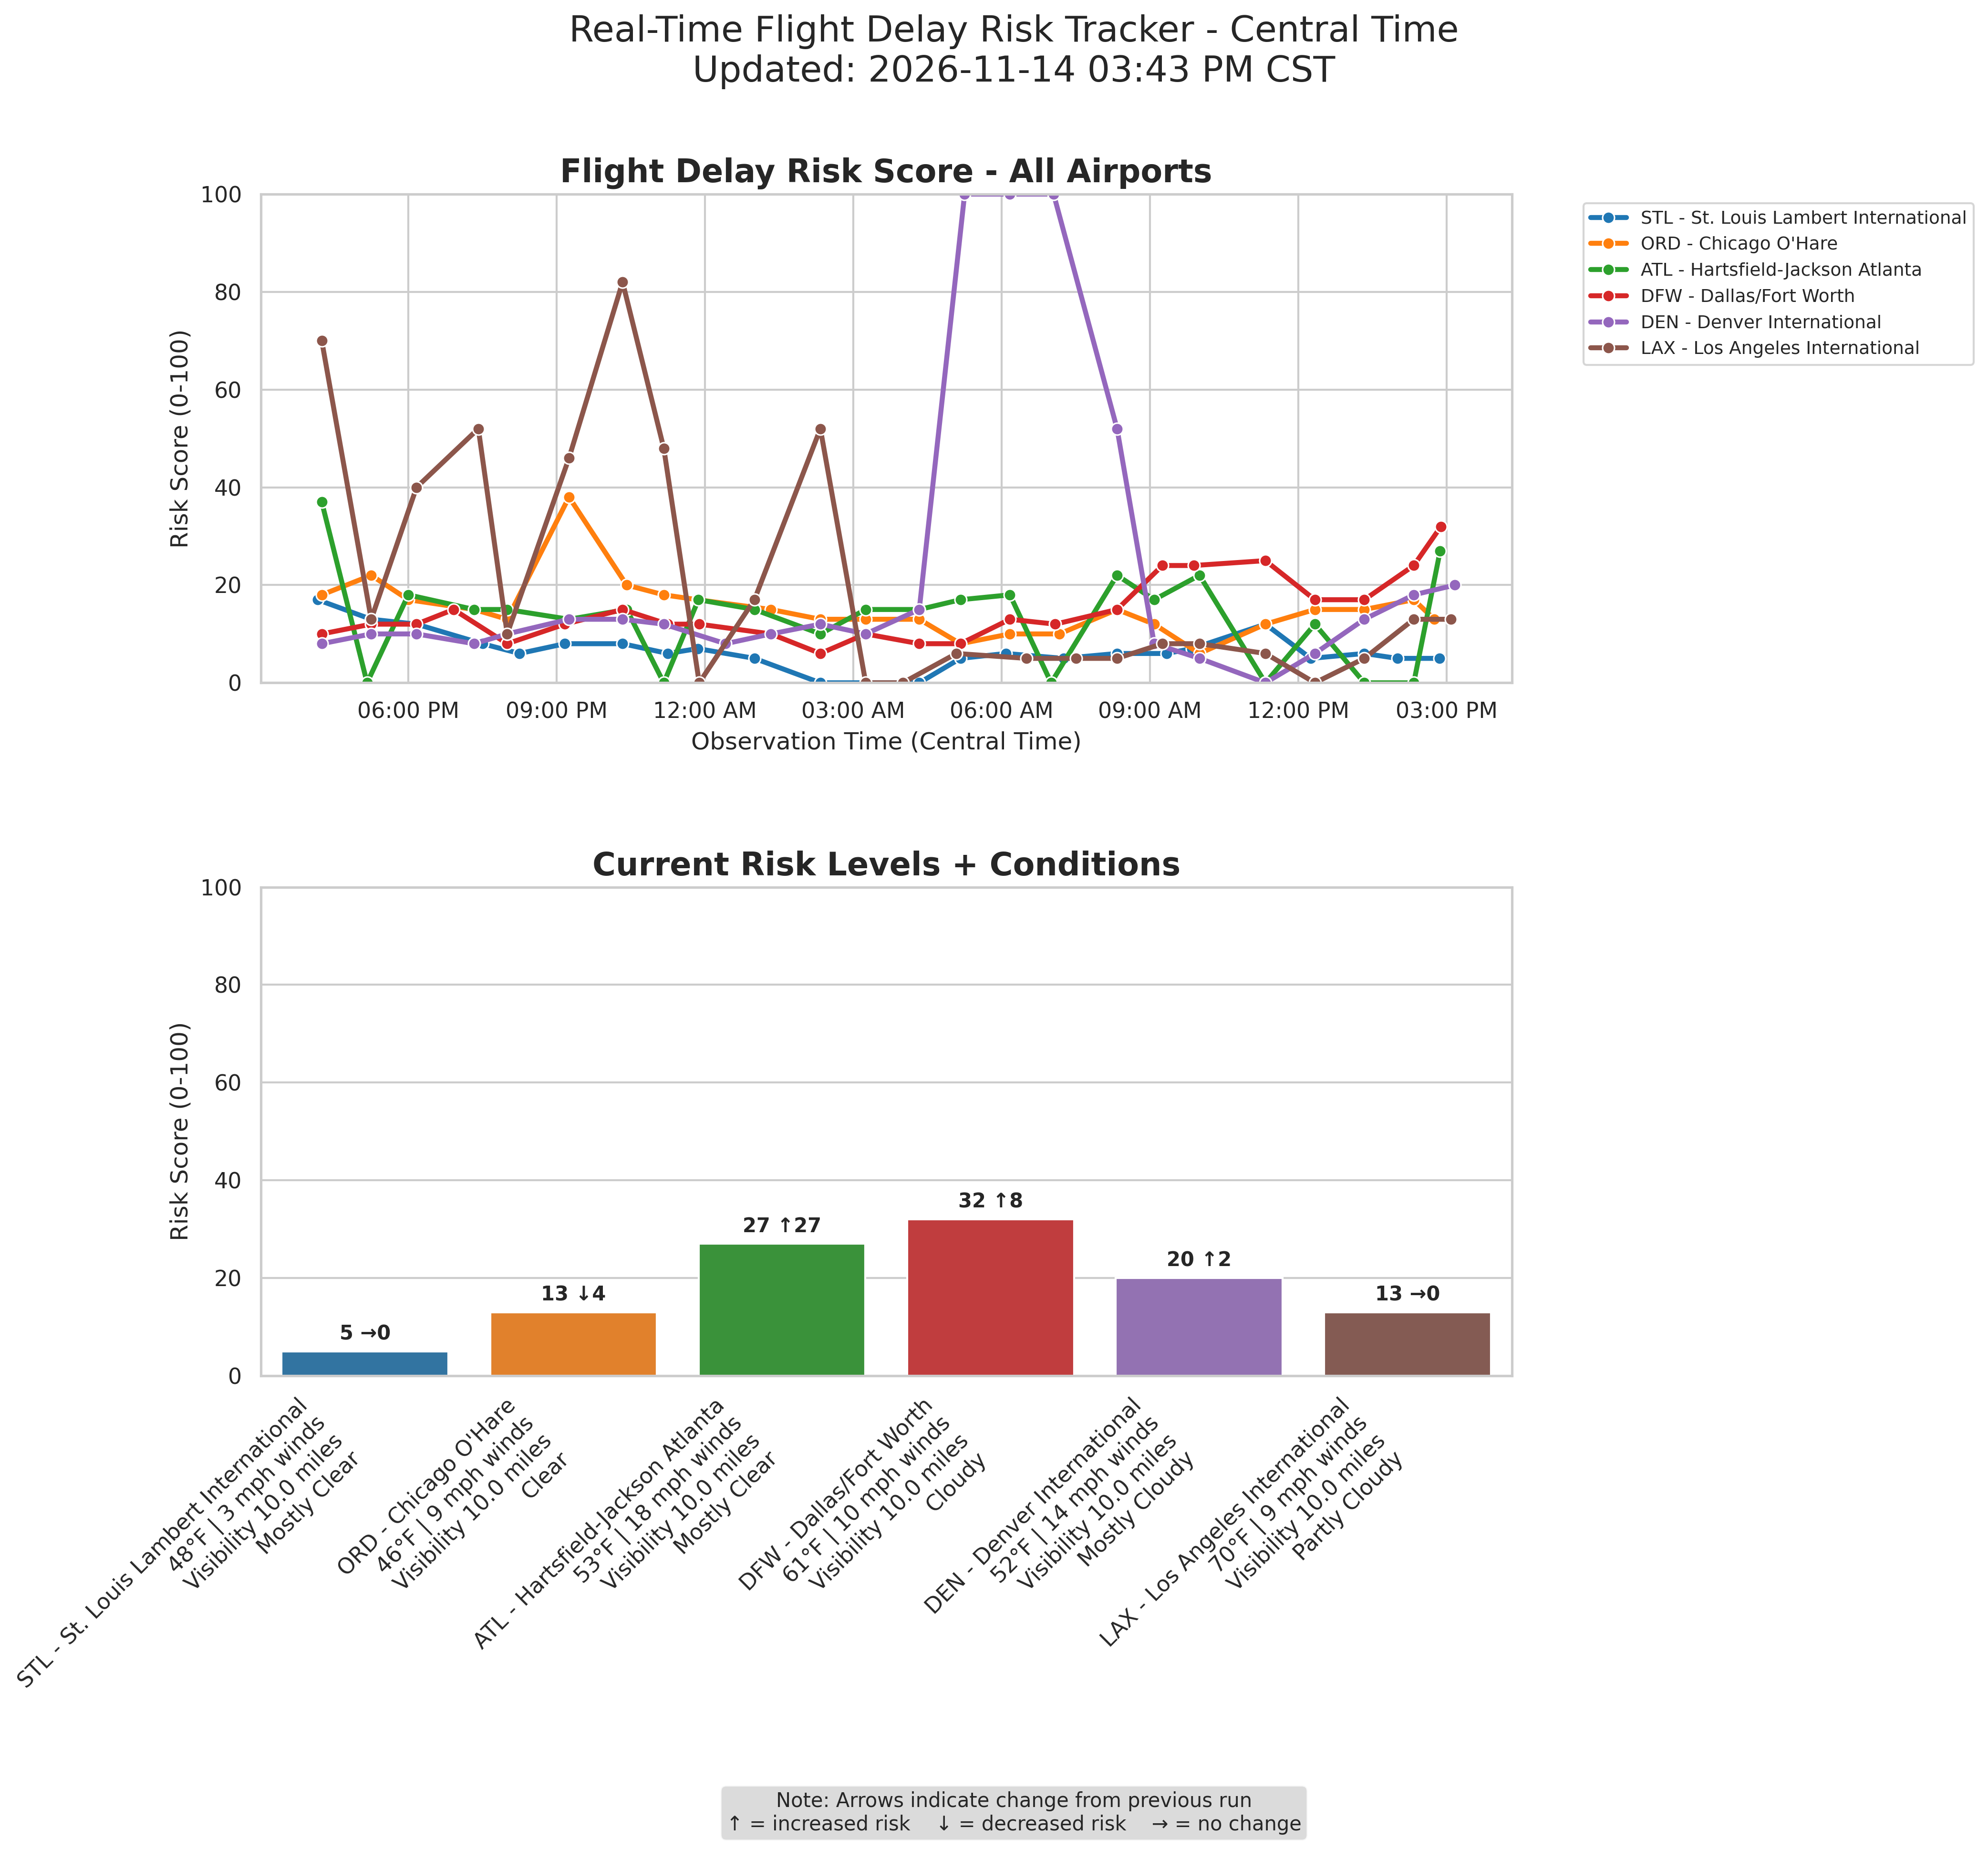 Real-Time Flight Delay Risk Tracker - Central Time
Updated: 2026-11-14 03:43 PM CST
Flight Delay Risk Score - All Airports
Risk Score (0-100)
100
80
60
40
20
0
06:00 PM
09:00 PM
12:00 AM
03:00 AM
06:00 AM
09:00 AM
12:00 PM
03:00 PM
Observation Time (Central Time)
STL - St. Louis Lambert International
ORD - Chicago O'Hare
ATL - Hartsfield-Jackson Atlanta
DFW - Dallas/Fort Worth
DEN - Denver International
LAX - Los Angeles International
Current Risk Levels + Conditions
Risk Score (0-100)
100
80
60
40
20
0
5 →0
13 ↓4
27 ↑27
32 ↑8
20 ↑2
13 →0
STL - St. Louis Lambert International
48°F | 3 mph winds
Visibility 10.0 miles
Mostly Clear
ORD - Chicago O'Hare
46°F | 9 mph winds
Visibility 10.0 miles
Clear
ATL - Hartsfield-Jackson Atlanta
53°F | 18 mph winds
Visibility 10.0 miles
Mostly Clear
DFW - Dallas/Fort Worth
61°F | 10 mph winds
Visibility 10.0 miles
Cloudy
DEN - Denver International
52°F | 14 mph winds
Visibility 10.0 miles
Mostly Cloudy
LAX - Los Angeles International
70°F | 9 mph winds
Visibility 10.0 miles
Partly Cloudy
Note: Arrows indicate change from previous run
↑ = increased risk ↓ = decreased risk → = no change